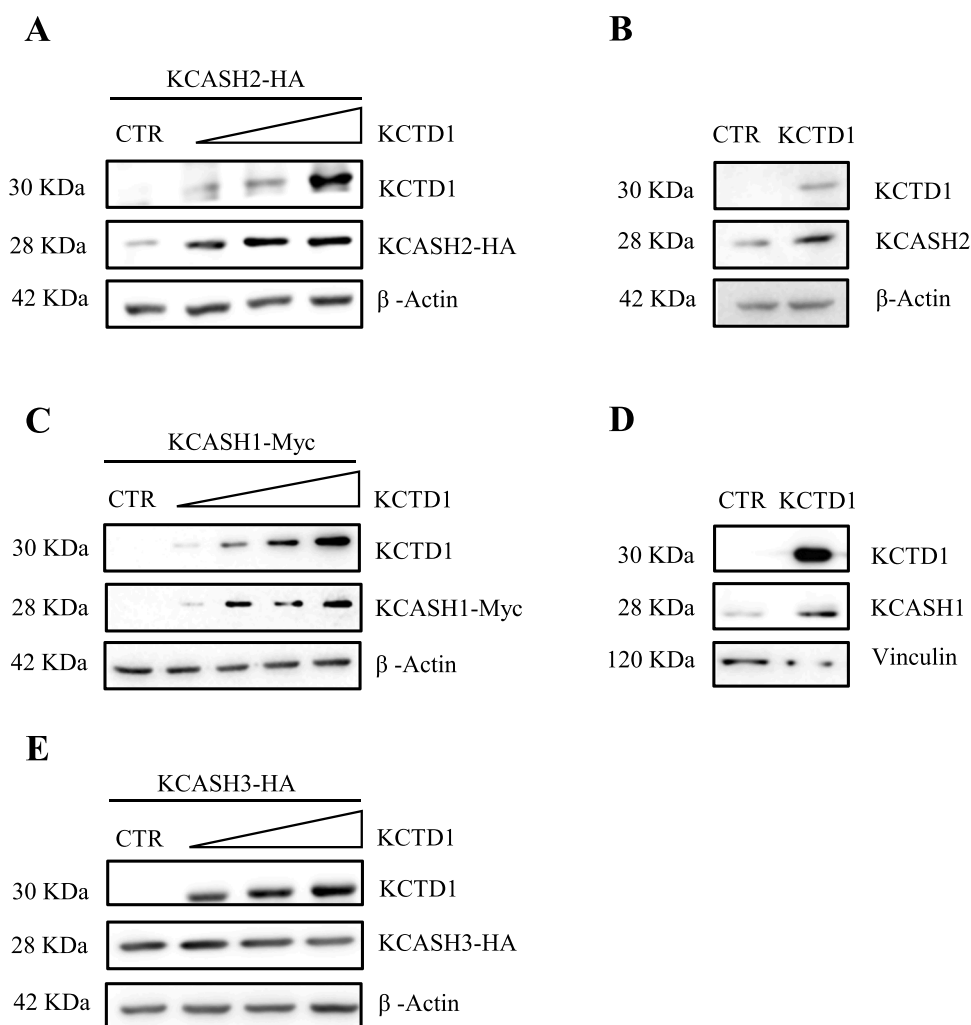 A
KCASH2-HA
CTR
KCTD1
30 KDa
KCTD1
28 KDa
KCASH2-HA
42 KDa
β -Actin
B
CTR KCTD1
30 KDa
KCTD1
28 KDa
KCASH2
42 KDa
β-Actin
C
KCASH1-Myc
CTR
KCTD1
30 KDa
KCTD1
28 KDa
KCASH1-Myc
42 KDa
β -Actin
D
CTR KCTD1
30 KDa
KCTD1
28 KDa
KCASH1
120 KDa
Vinculin
E
KCASH3-HA
CTR
KCTD1
30 KDa
KCTD1
28 KDa
KCASH3-HA
42 KDa
β -Actin